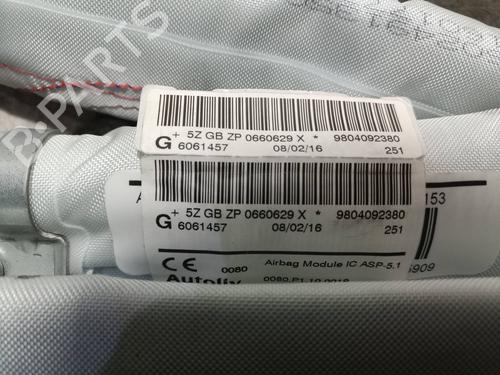 + 5Z GB ZP 0660629 X * 9804092380
G 6061457 08/02/16 251
+ 5Z GB ZP 0660629 X * 9804092380
G 6061457 08/02/16 251
A
153
CE 0080 Airbag Module IC ASP-5.1
5909
Autoliv
B-PARTS